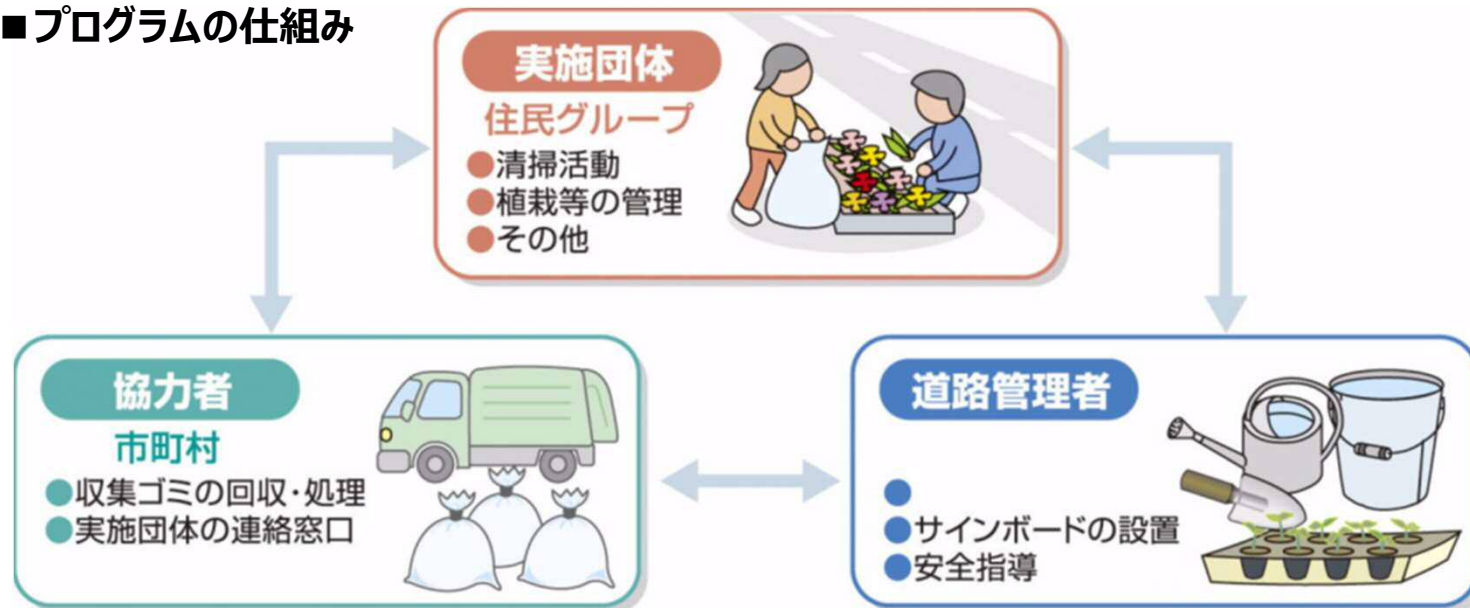 ■プログラムの仕組み
実施団体
住民グループ
●清掃活動
●植栽等の管理
●その他
協力者
市町村
●収集ゴミの回収・処理
●実施団体の連絡窓口
道路管理者
●
●サインボードの設置
●安全指導